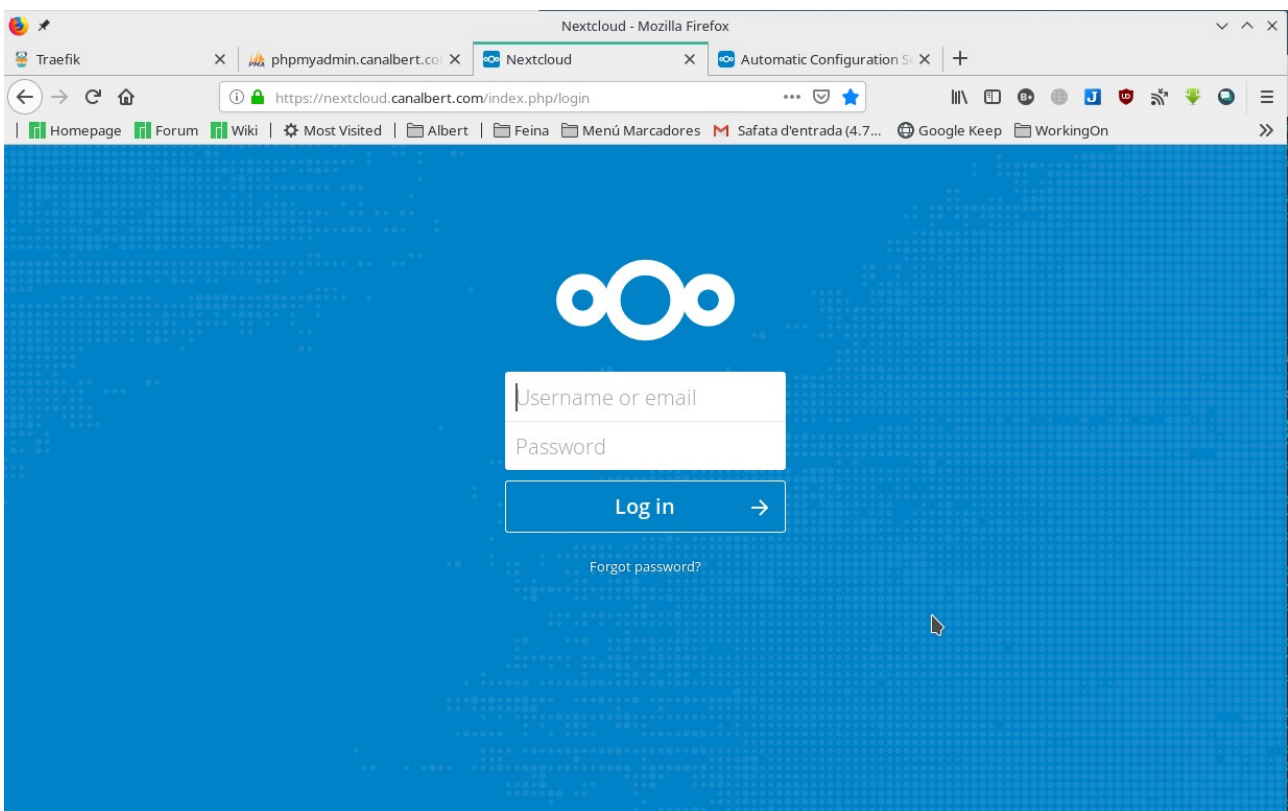 Nextcloud - Mozilla Firefox
Traefik phpmyadmin.canalbert.cor Nextcloud Automatic Configuration Se
https://nextcloud.canalbert.com/index.php/login
Homepage Forum Wiki Most Visited Albert Feina Menú Marcadores Safata d'entrada (4.7... Google Keep WorkingOn
Username or email
Password
Log in
Forgot password?